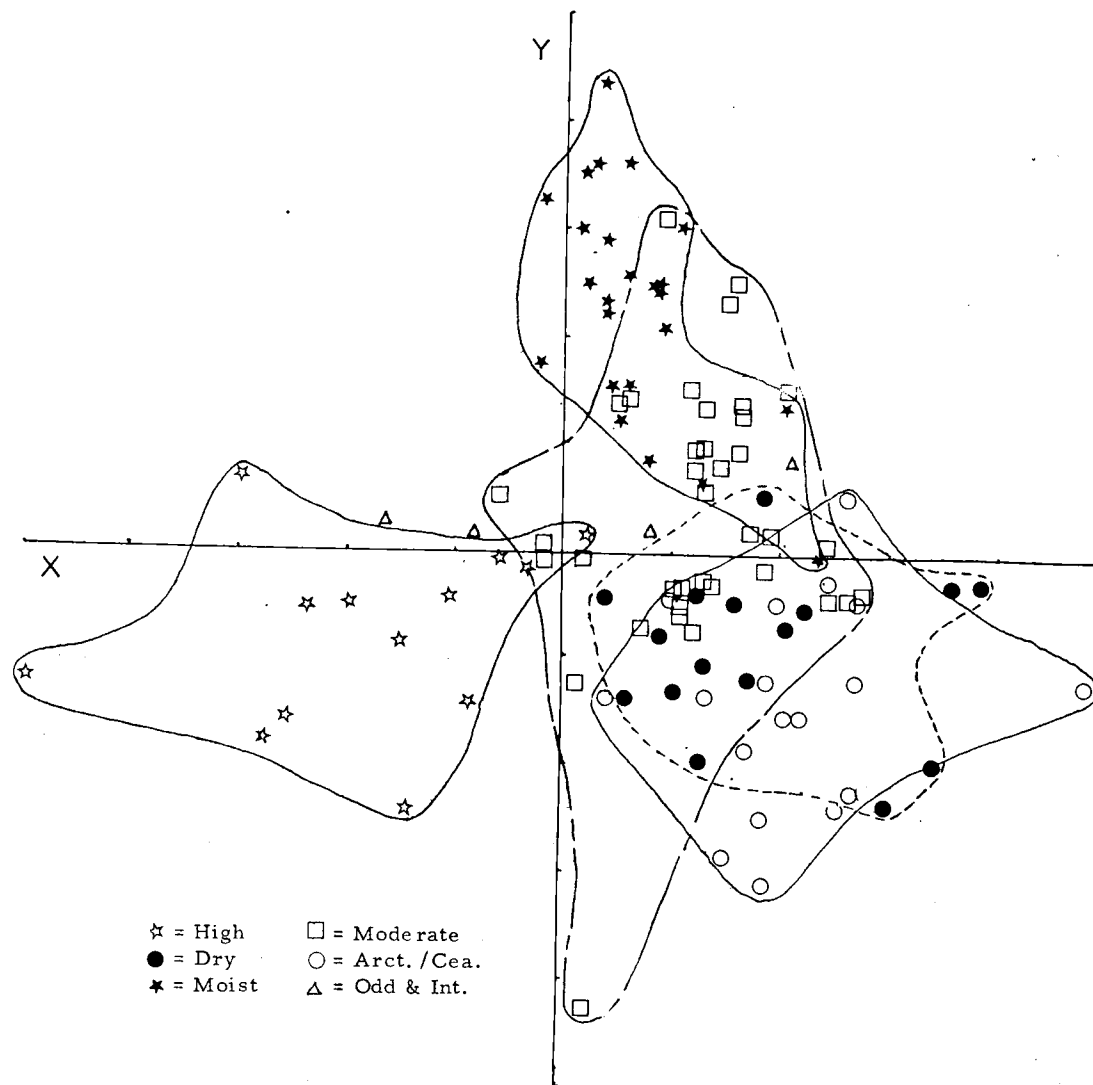 Y
X
☆ = High □ = Moderate
● = Dry ○ = Arct./Cea.
★ = Moist △ = Odd & Int.